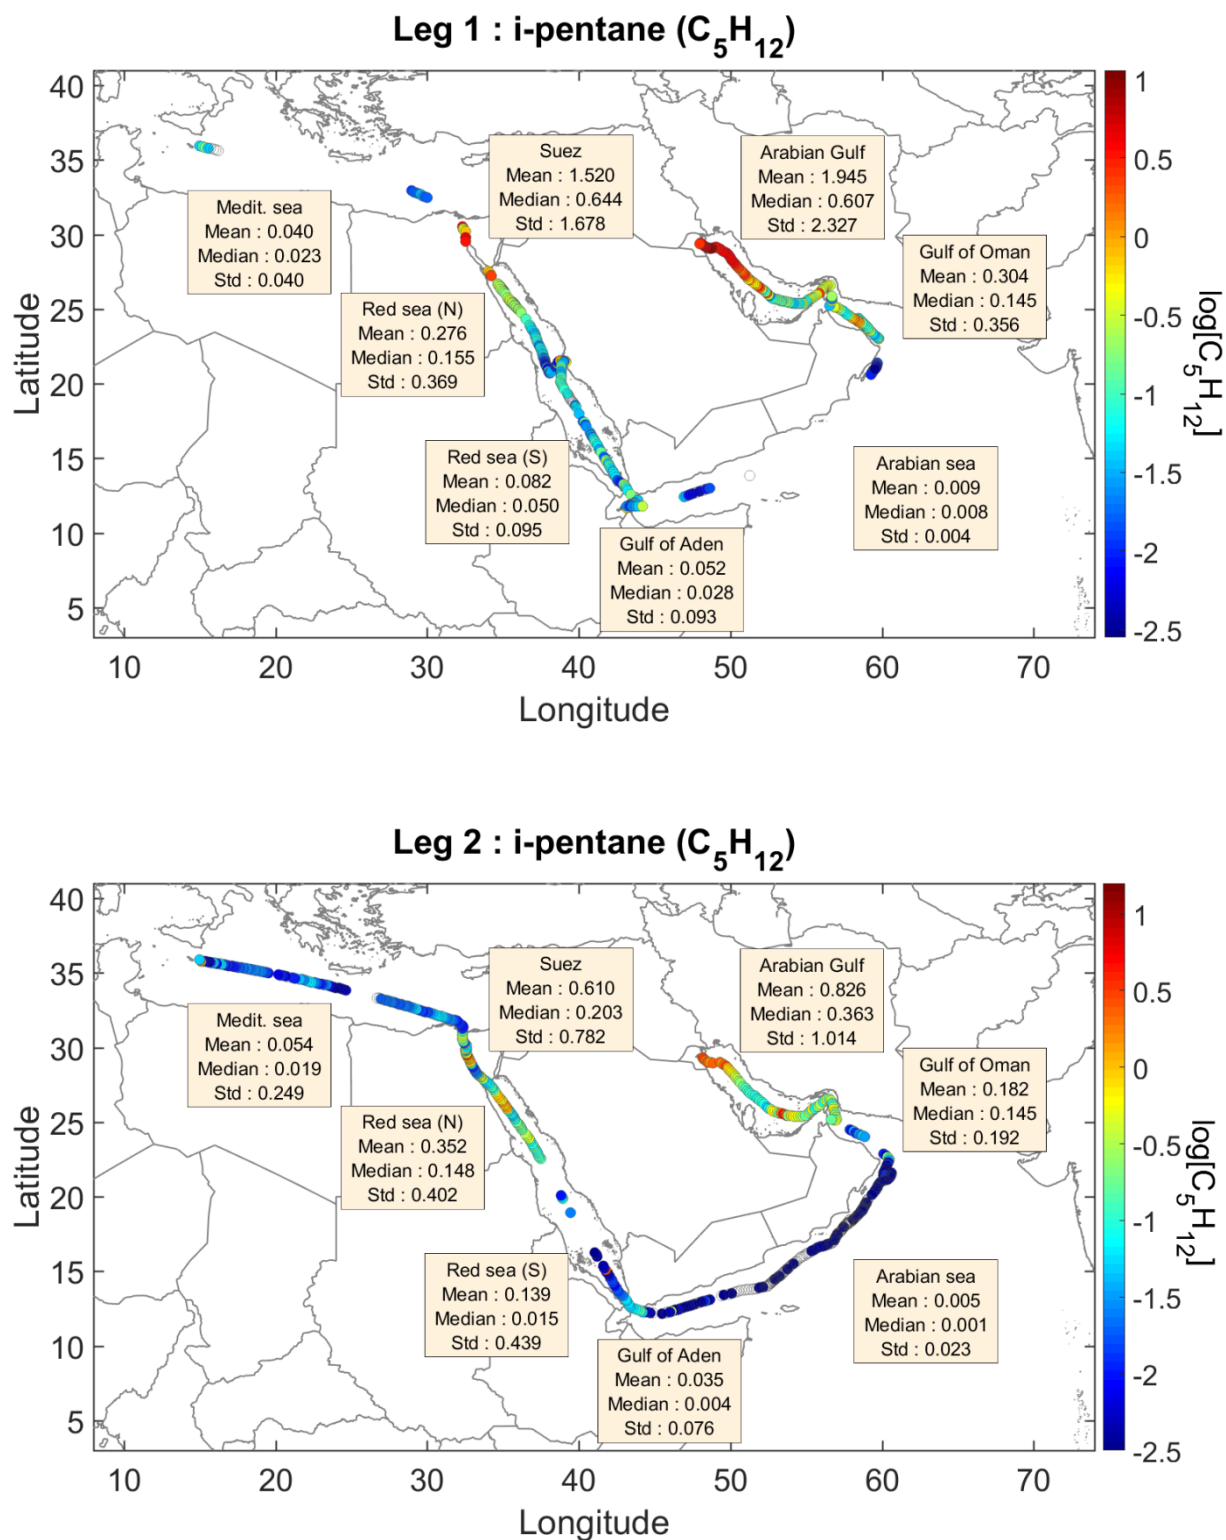 Leg 1 : i-pentane (C5H12)
40
35
30
25
20
15
10
5
Latitude
10
20
30
40
50
60
70
Longitude
Medit. sea
Mean : 0.040
Median : 0.023
Std : 0.040
Suez
Mean : 1.520
Median : 0.644
Std : 1.678
Arabian Gulf
Mean : 1.945
Median : 0.607
Std : 2.327
Gulf of Oman
Mean : 0.304
Median : 0.145
Std : 0.356
Red sea (N)
Mean : 0.276
Median : 0.155
Std : 0.369
Red sea (S)
Mean : 0.082
Median : 0.050
Std : 0.095
Arabian sea
Mean : 0.009
Median : 0.008
Std : 0.004
Gulf of Aden
Mean : 0.052
Median : 0.028
Std : 0.093
1
0.5
0
-0.5
-1
-1.5
-2
-2.5
log[C5H12]
Leg 2 : i-pentane (C5H12)
40
35
30
25
20
15
10
5
Latitude
10
20
30
40
50
60
70
Longitude
Medit. sea
Mean : 0.054
Median : 0.019
Std : 0.249
Suez
Mean : 0.610
Median : 0.203
Std : 0.782
Arabian Gulf
Mean : 0.826
Median : 0.363
Std : 1.014
Gulf of Oman
Mean : 0.182
Median : 0.145
Std : 0.192
Red sea (N)
Mean : 0.352
Median : 0.148
Std : 0.402
Red sea (S)
Mean : 0.139
Median : 0.015
Std : 0.439
Arabian sea
Mean : 0.005
Median : 0.001
Std : 0.023
Gulf of Aden
Mean : 0.035
Median : 0.004
Std : 0.076
1
0.5
0
-0.5
-1
-1.5
-2
-2.5
log[C5H12]